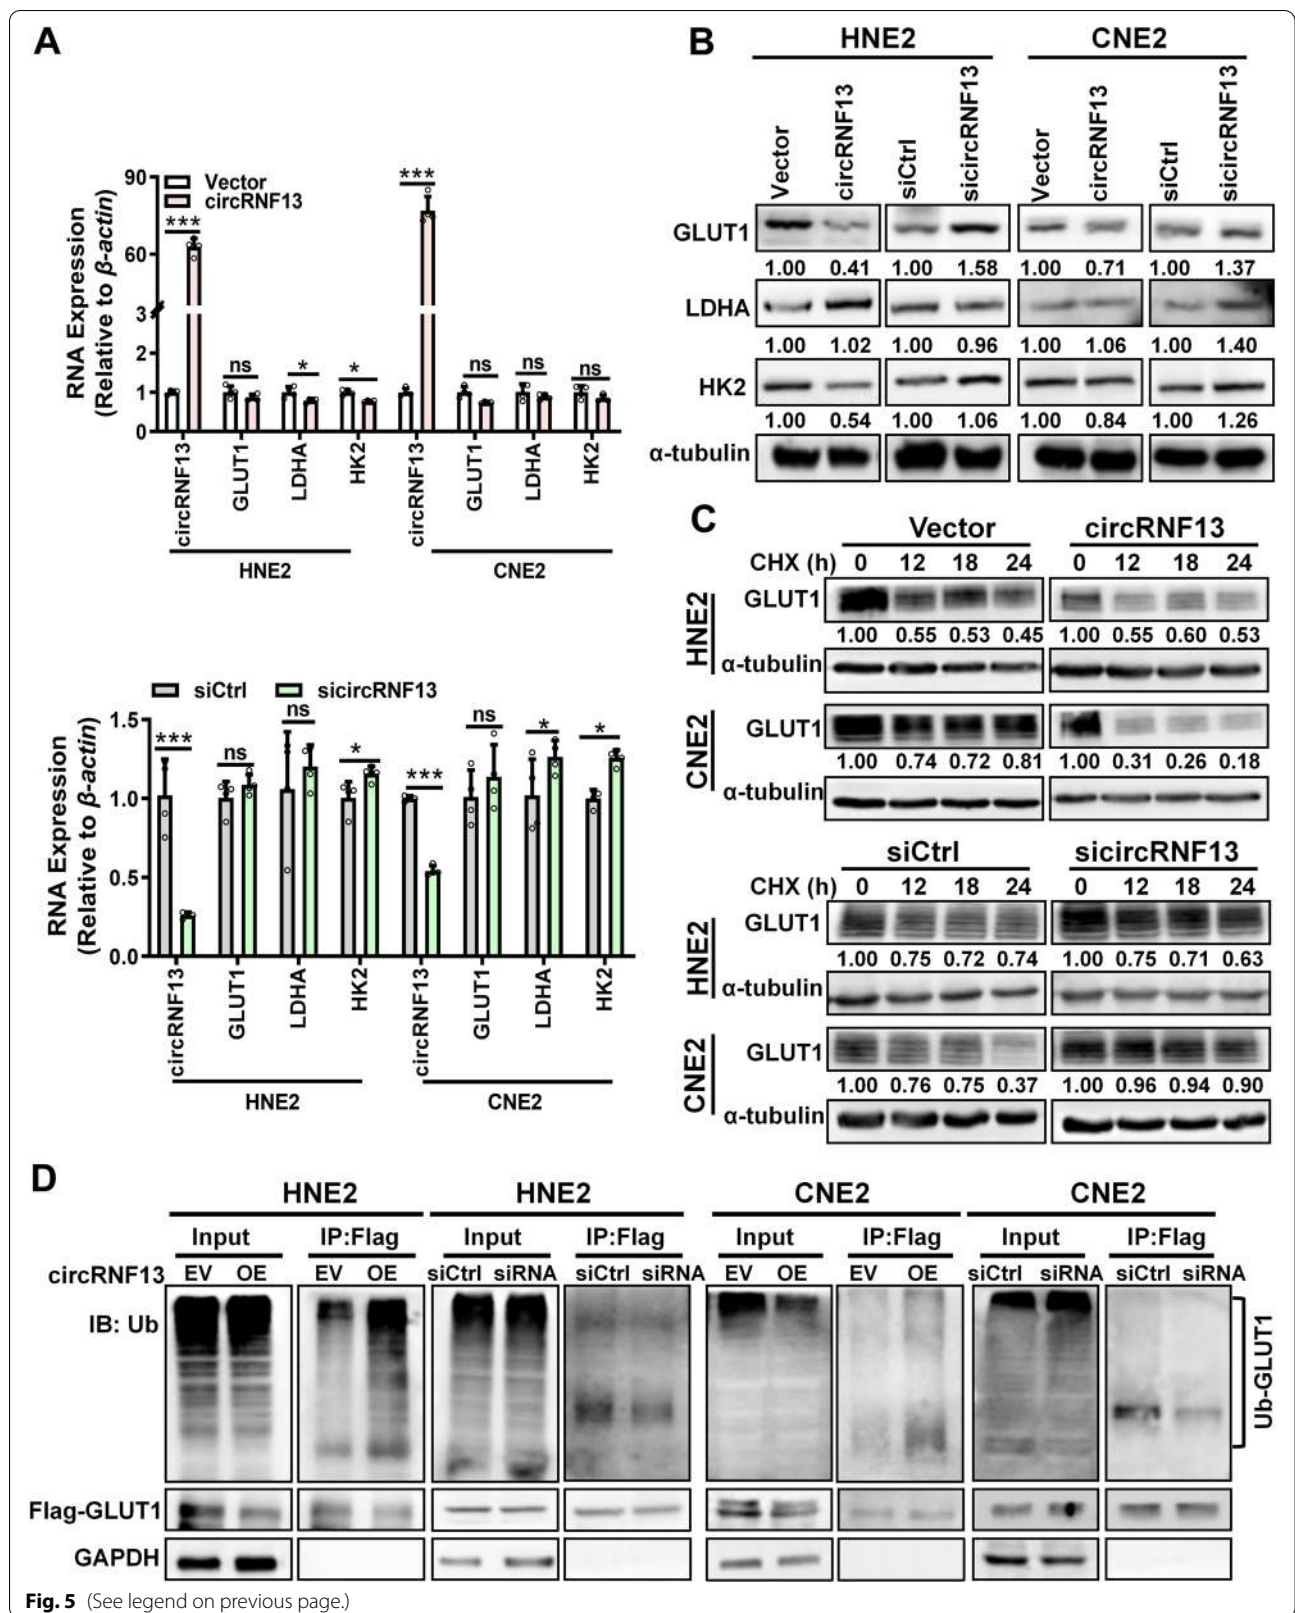 A
Vector
circRNF13
RNA Expression
(Relative to β-actin)
90
60
3
2
1
0
*** ns * * *** ns ns ns
circRNF13 GLUT1 LDHA HK2 circRNF13 GLUT1 LDHA HK2
HNE2 CNE2
siCtrl sicircRNF13
RNA Expression
(Relative to β-actin)
1.5
1.0
0.5
0.0
*** ns ns * *** ns * *
circRNF13 GLUT1 LDHA HK2 circRNF13 GLUT1 LDHA HK2
HNE2 CNE2
B
HNE2 CNE2
Vector circRNF13 siCtrl sicircRNF13 Vector circRNF13 siCtrl sicircRNF13
GLUT1
1.00 0.41 1.00 1.58 1.00 0.71 1.00 1.37
LDHA
1.00 1.02 1.00 0.96 1.00 1.06 1.00 1.40
HK2
1.00 0.54 1.00 1.06 1.00 0.84 1.00 1.26
α-tubulin
C
Vector circRNF13
CHX (h) 0 12 18 24 0 12 18 24
HNE2
GLUT1
1.00 0.55 0.53 0.45 1.00 0.55 0.60 0.53
α-tubulin
CNE2
GLUT1
1.00 0.74 0.72 0.81 1.00 0.31 0.26 0.18
α-tubulin
siCtrl sicircRNF13
CHX (h) 0 12 18 24 0 12 18 24
HNE2
GLUT1
1.00 0.75 0.72 0.74 1.00 0.75 0.71 0.63
α-tubulin
CNE2
GLUT1
1.00 0.76 0.75 0.37 1.00 0.96 0.94 0.90
α-tubulin
D
HNE2 HNE2 CNE2 CNE2
Input IP:Flag Input IP:Flag Input IP:Flag Input IP:Flag
circRNF13 EV OE EV OE siCtrl siRNA siCtrl siRNA EV OE EV OE siCtrl siRNA siCtrl siRNA
IB: Ub
Ub-GLUT1
Flag-GLUT1
GAPDH
Fig. 5 (See legend on previous page.)